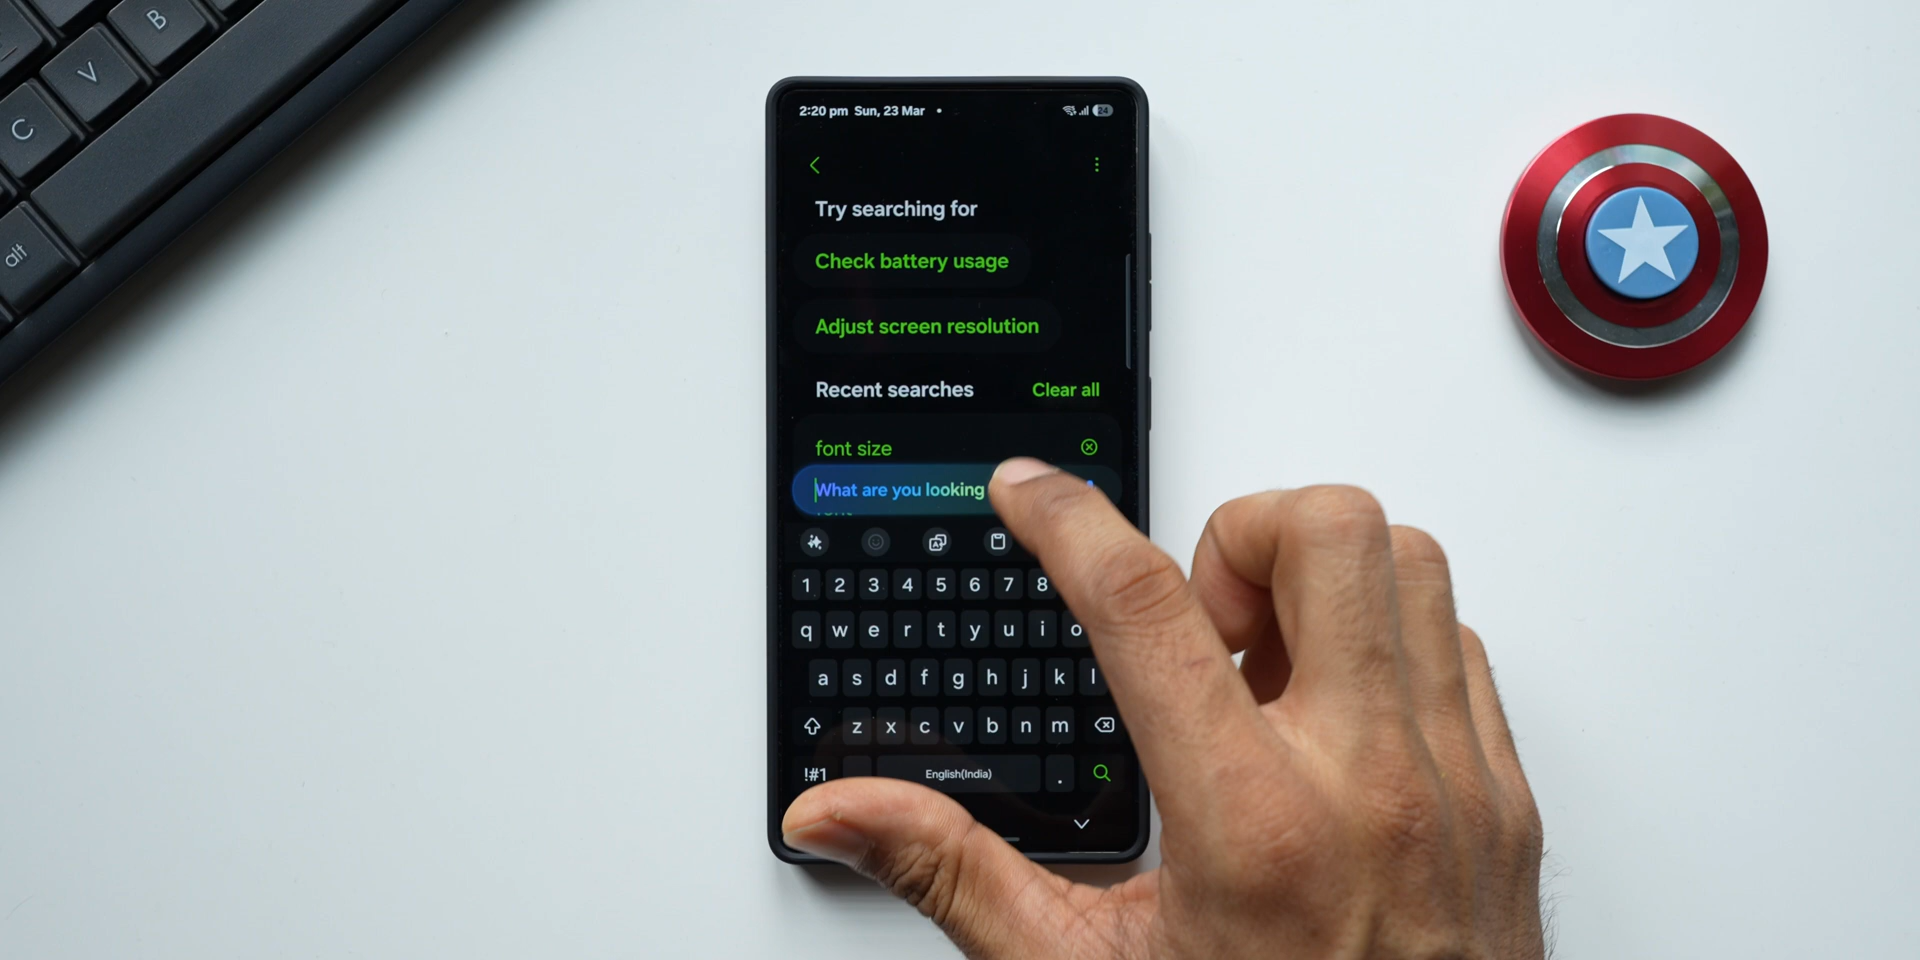 B
V
C
alt
2:20 pm Sun, 23 Mar
Try searching for
Check battery usage
Adjust screen resolution
Recent searches Clear all
font size
What are you looking
1 2 3 4 5 6 7 8
q w e r t y u i o
a s d f g h j k l
z x c v b n m
!#1 English(India) .